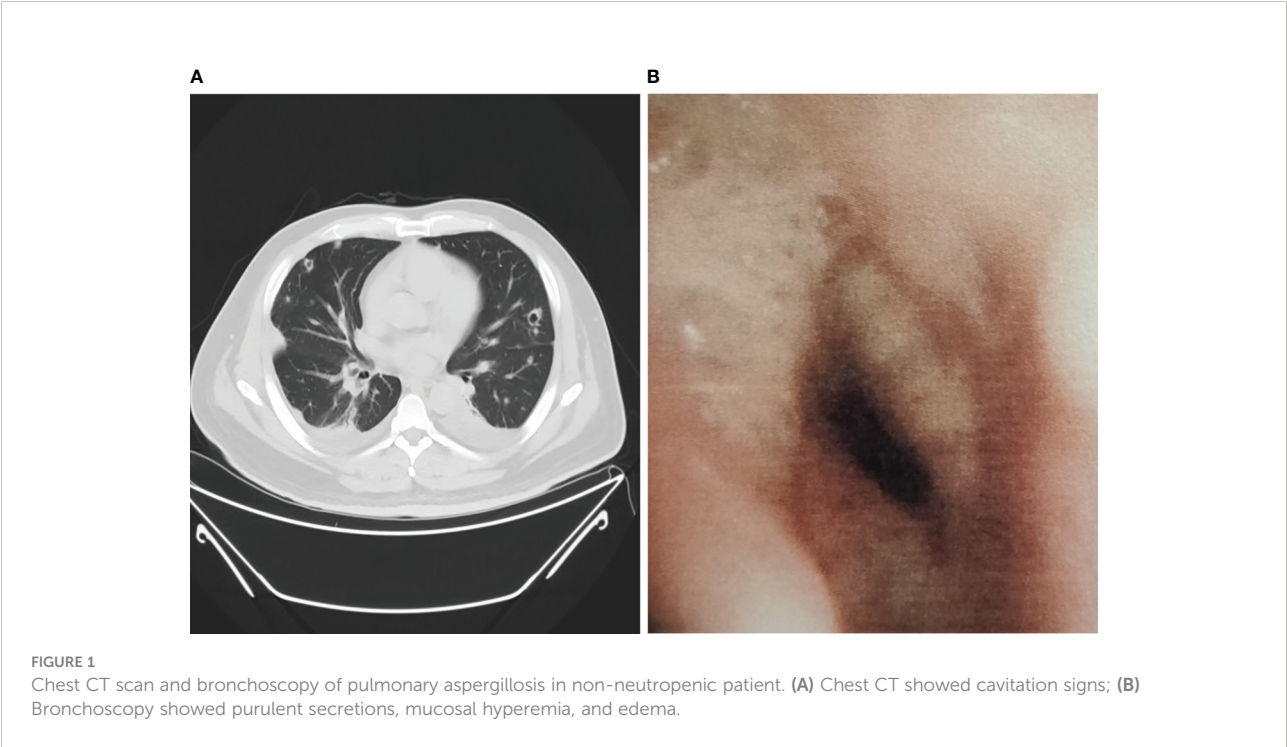 A
B
FIGURE 1
Chest CT scan and bronchoscopy of pulmonary aspergillosis in non-neutropenic patient. (A) Chest CT showed cavitation signs; (B)
Bronchoscopy showed purulent secretions, mucosal hyperemia, and edema.